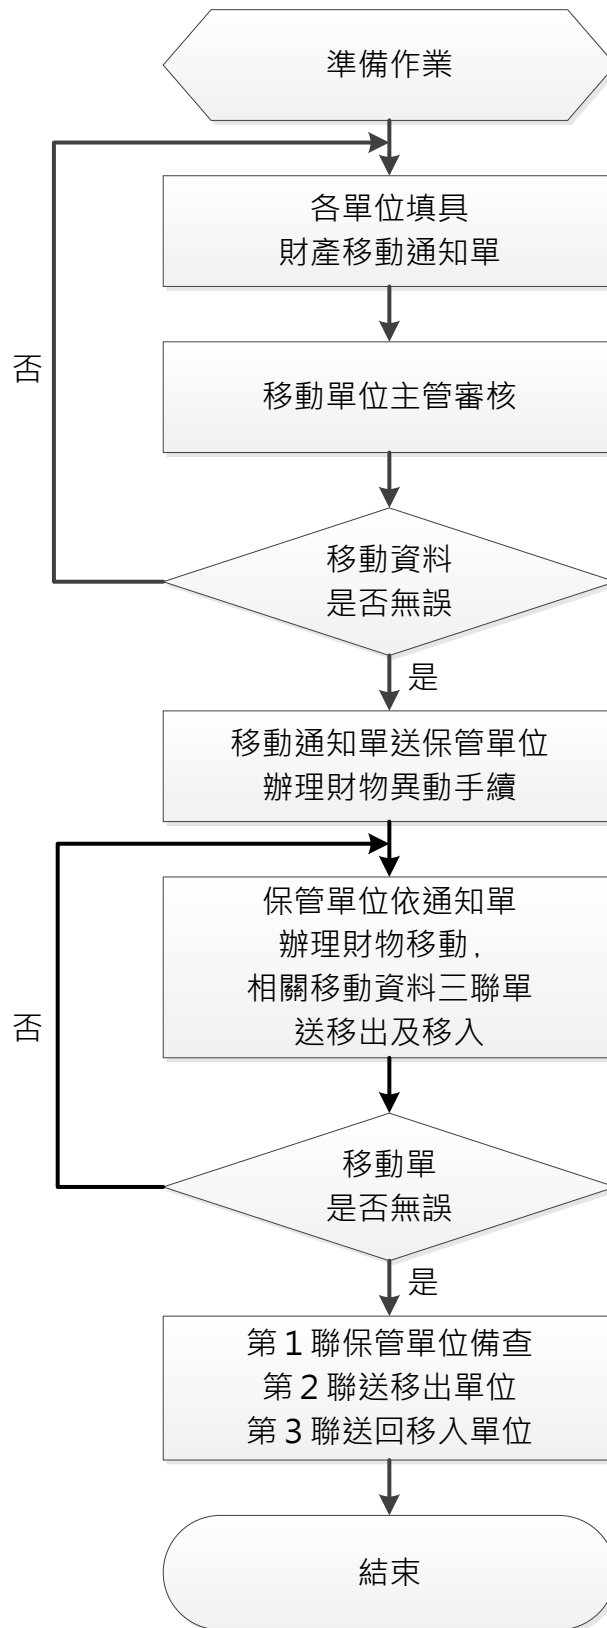 準備作業
各單位填具
財產移動通知單
移動單位主管審核
否
移動資料
是否無誤
是
移動通知單送保管單位
辦理財物異動手續
保管單位依通知單
辦理財物移動，
相關移動資料三聯單
送移出及移入
否
移動單
是否無誤
是
第１聯保管單位備查
第２聯送移出單位
第３聯送回移入單位
結束